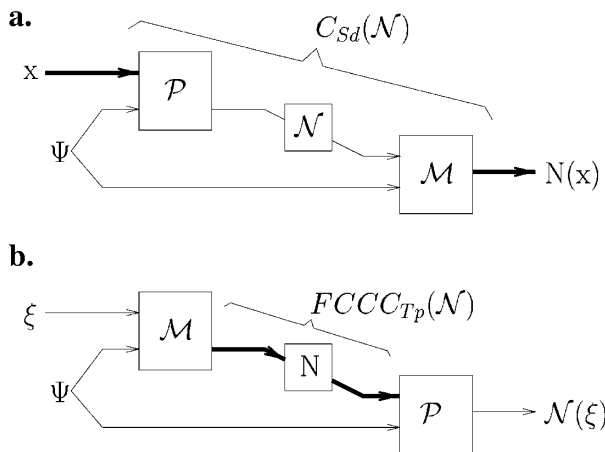 a.
C_{Sd}(𝒩)
x
𝒫
𝒩
Ψ
ℳ
N(x)
b.
FCCC_{Tp}(𝒩)
ξ
ℳ
N
Ψ
𝒫
𝒩(ξ)